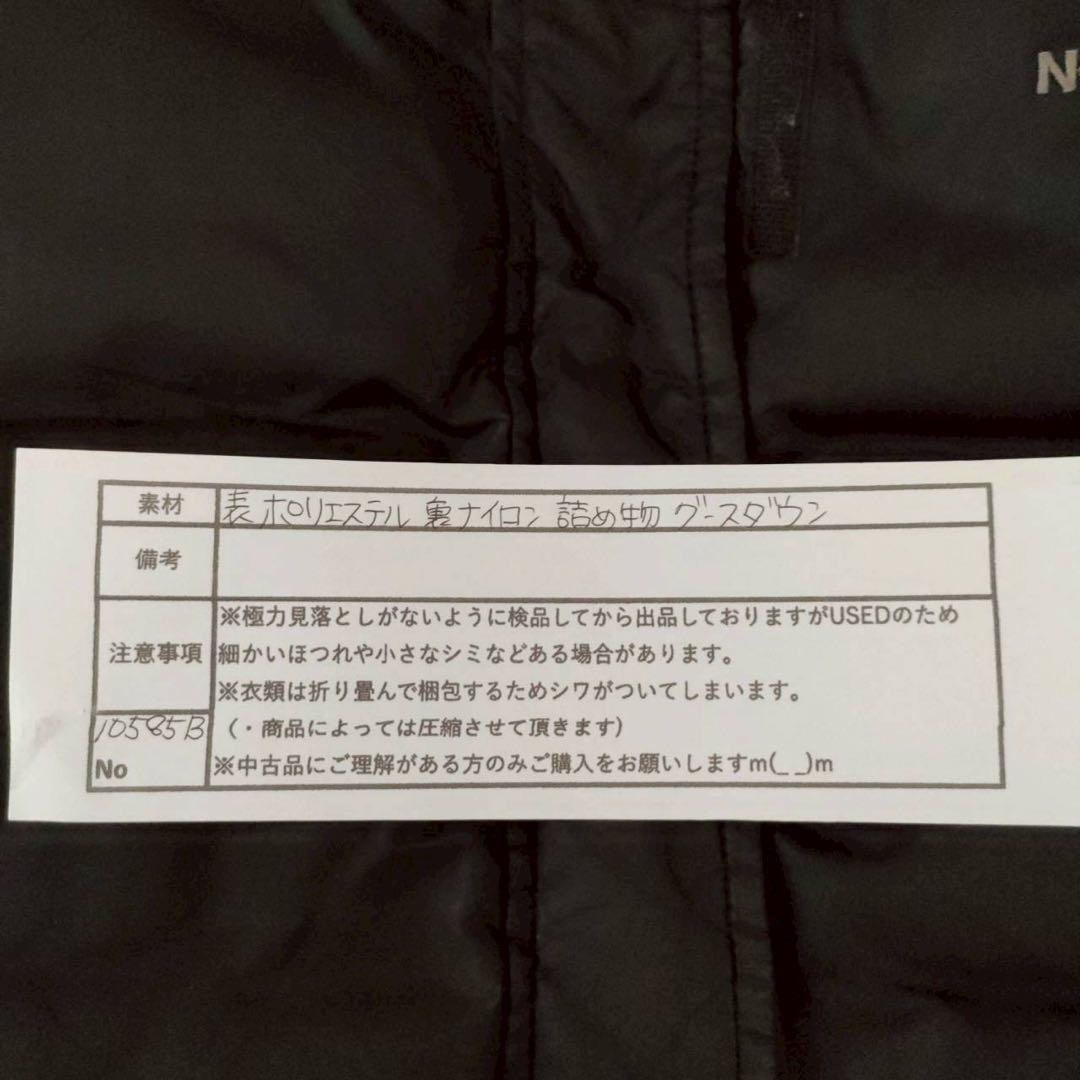 N
素材 表 ポリエステル 裏ナイロン 詰め物 グースダウン
備考
※極力見落としがないように検品してから出品しておりますがUSEDのため
注意事項 細かいほつれや小さなシミなどある場合があります。
※衣類は折り畳んで梱包するためシワがついてしまいます。
10585B (・商品によっては圧縮させて頂きます)
No ※中古品にご理解がある方のみご購入をお願いしますm(_ _)m